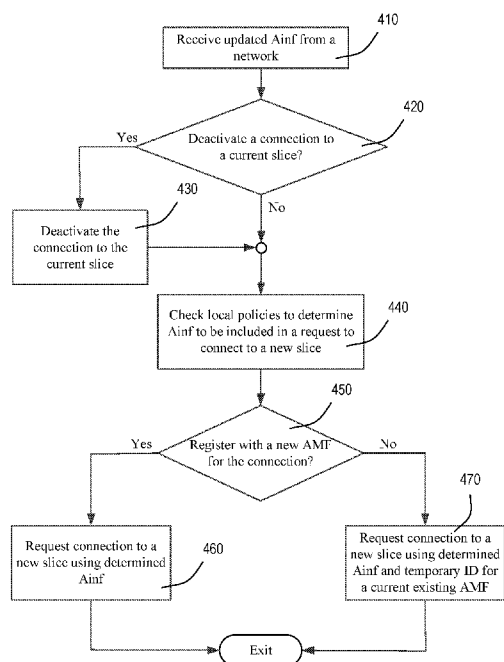 Receive updated Ainf from a
network
410
Deactivate a connection to
a current slice?
420
Yes
No
430
Deactivate the
connection to the
current slice
Check local policies to determine
Ainf to be included in a request to
connect to a new slice
440
450
Register with a new AMF
for the connection?
Yes
No
Request connection to a
new slice using determined
Ainf
460
470
Request connection to a
new slice using determined
Ainf and temporary ID for
a current existing AMF
Exit